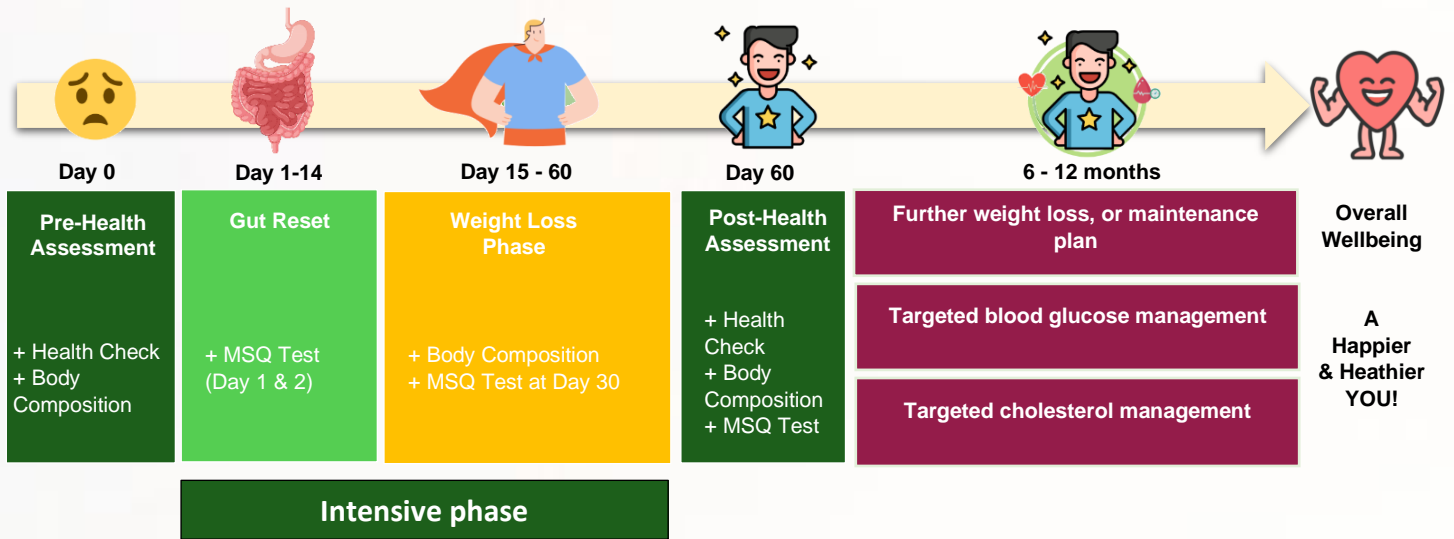 Day 0
Day 1-14
Day 15 - 60
Day 60
6 - 12 months
Pre-Health
Assessment
+ Health Check
+ Body
Composition
Gut Reset
+ MSQ Test
(Day 1 & 2)
Weight Loss
Phase
+ Body Composition
+ MSQ Test at Day 30
Post-Health
Assessment
+ Health
Check
+ Body
Composition
+ MSQ Test
Further weight loss, or maintenance
plan
Targeted blood glucose management
Targeted cholesterol management
Overall
Wellbeing
A
Happier
& Heathier
YOU!
Intensive phase